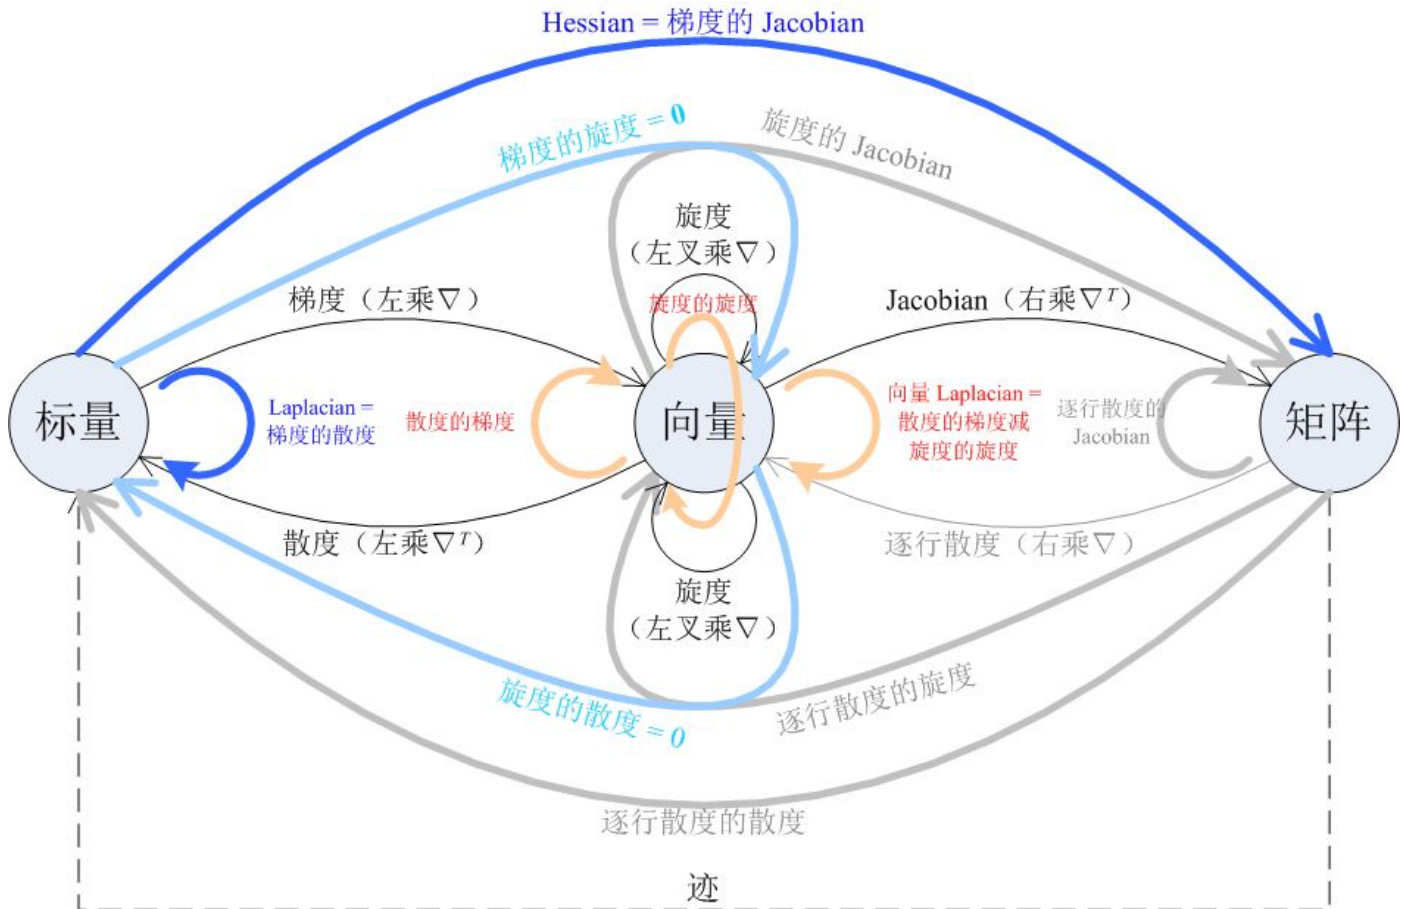 Hessian = 梯度的 Jacobian
梯度的旋度 = 0
旋度的 Jacobian
旋度
（左叉乘∇）
旋度的旋度
梯度（左乘∇）
Jacobian（右乘∇ᵀ）
标量
Laplacian =
梯度的散度
散度的梯度
向量
向量 Laplacian =
散度的梯度减
旋度的旋度
逐行散度的
Jacobian
矩阵
散度（左乘∇ᵀ）
逐行散度（右乘∇）
旋度
（左叉乘∇）
旋度的散度 = 0
逐行散度的旋度
逐行散度的散度
迹